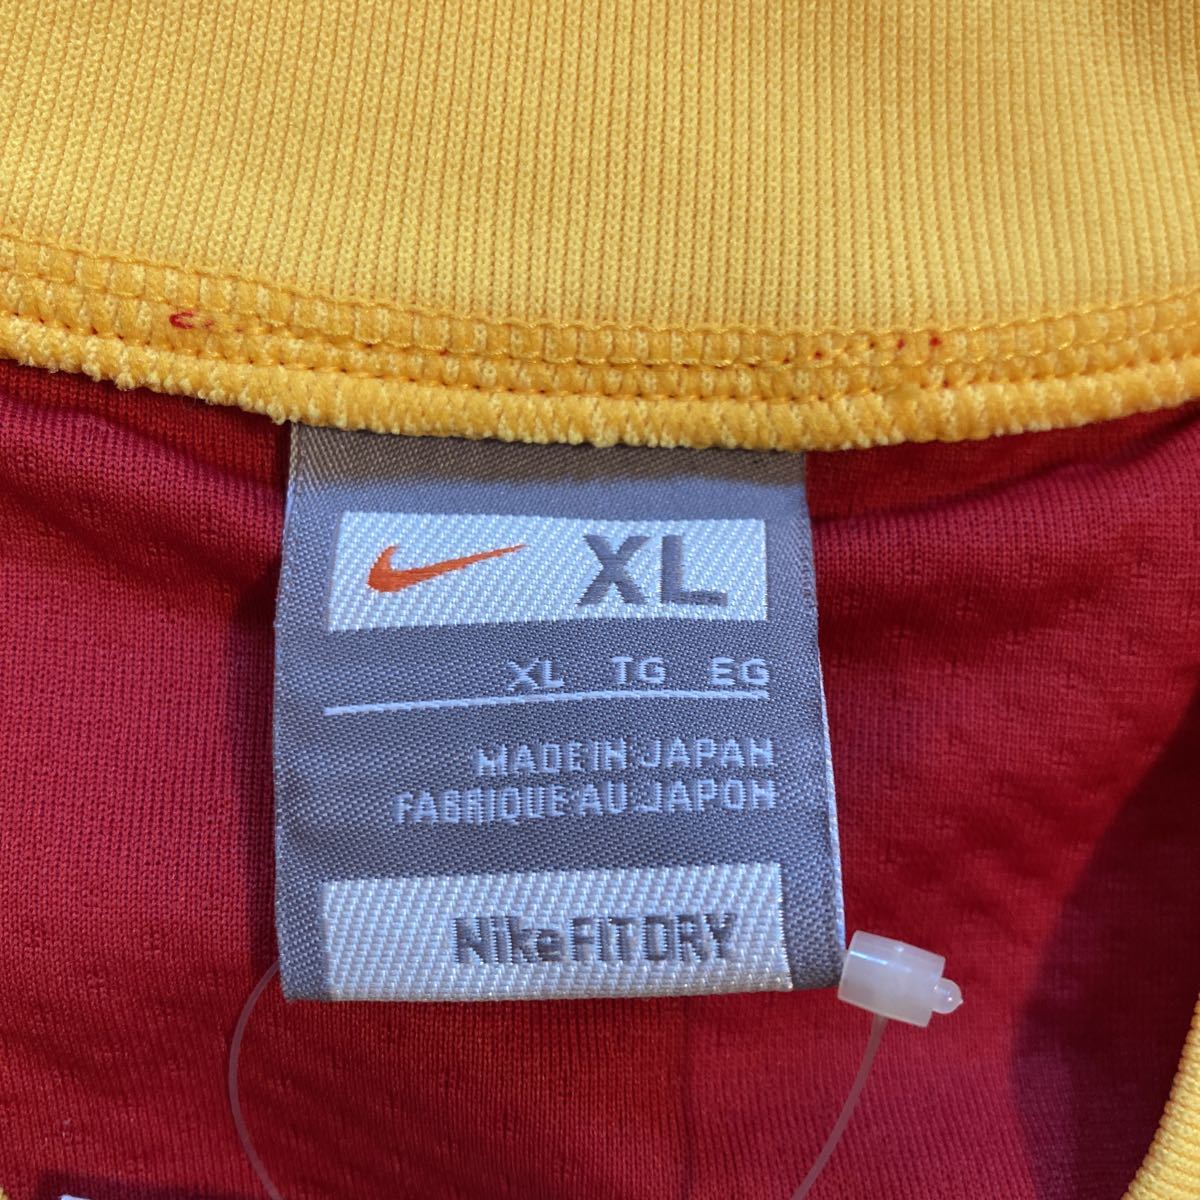 XL
XL TG EG
MADE IN JAPAN
FABRIQUE AU JAPON
NikeFITDRY